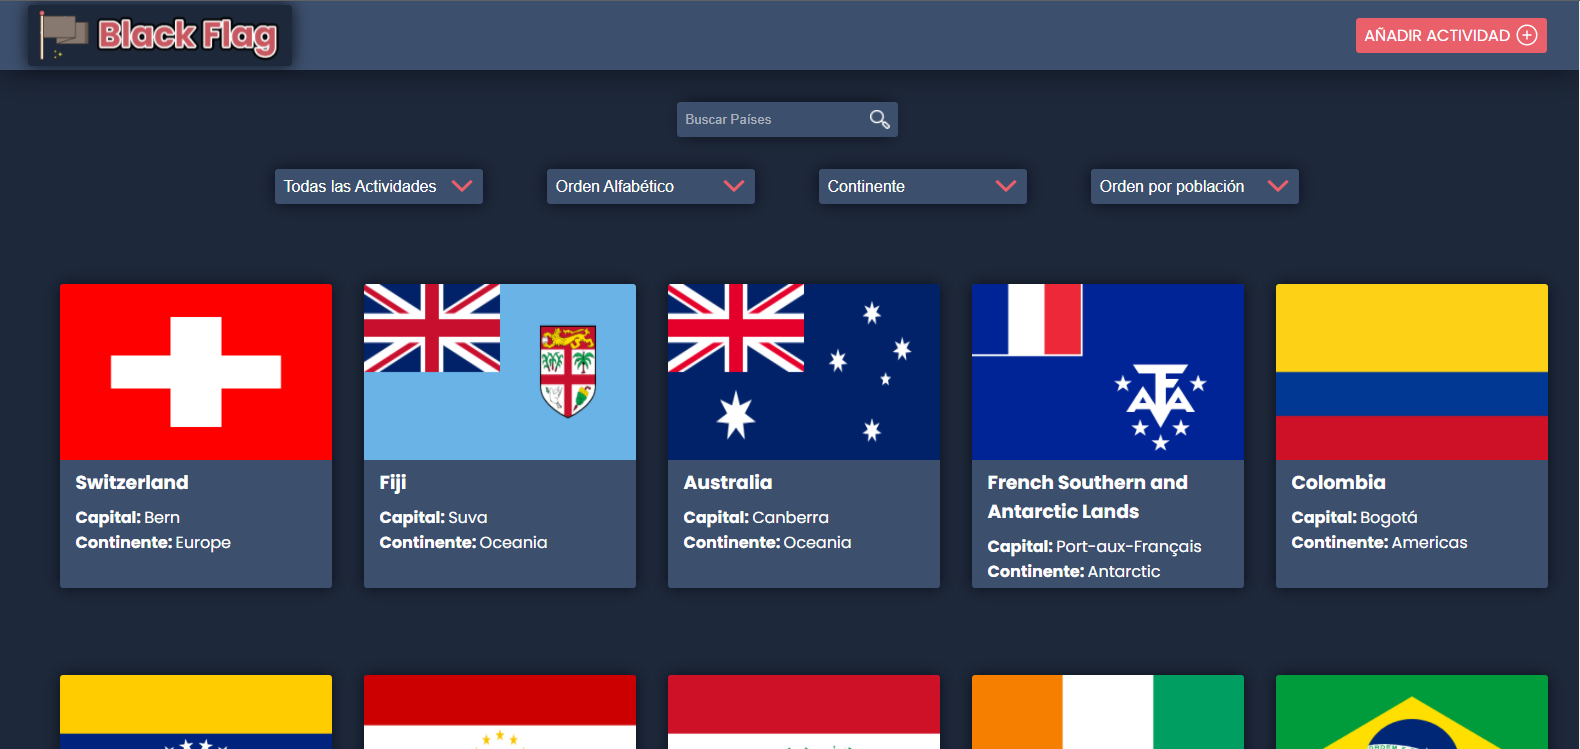 Black Flag
AÑADIR ACTIVIDAD
Buscar Países
Todas las Actividades
Orden Alfabético
Continente
Orden por población
Switzerland
Capital: Bern
Continente: Europe
Fiji
Capital: Suva
Continente: Oceania
Australia
Capital: Canberra
Continente: Oceania
French Southern and
Antarctic Lands
Capital: Port-aux-Français
Continente: Antarctic
Colombia
Capital: Bogotá
Continente: Americas